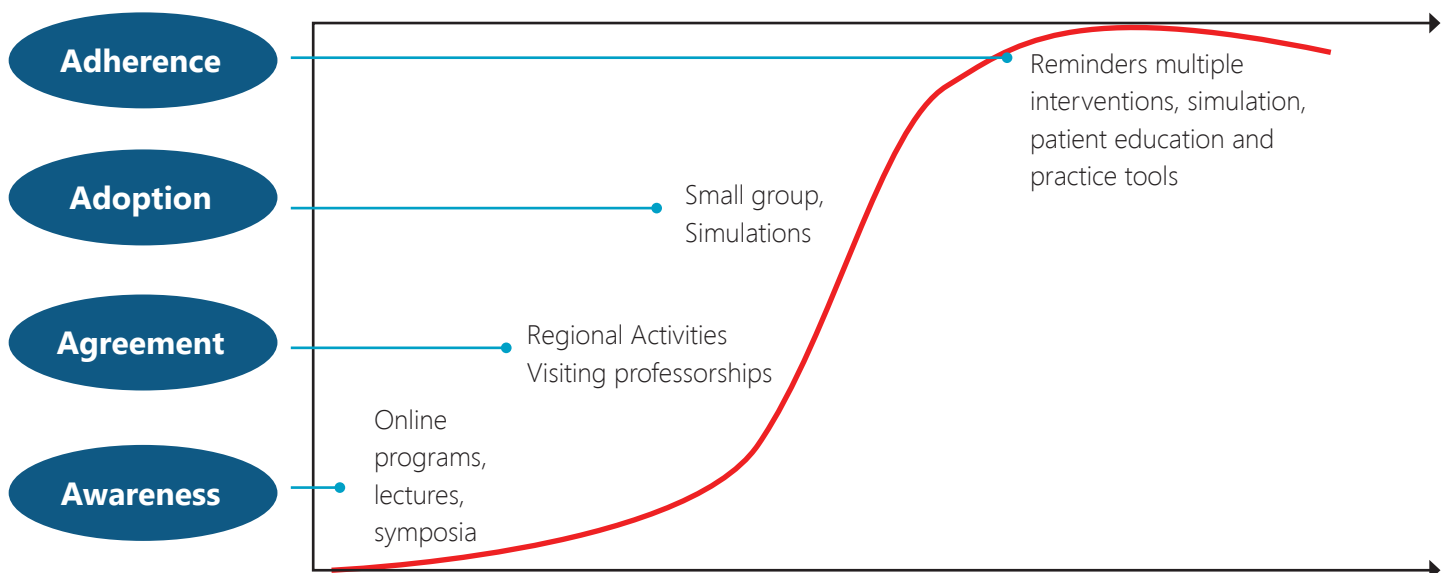 Adherence
Reminders multiple
interventions, simulation,
patient education and
practice tools
Adoption
Small group,
Simulations
Agreement
Regional Activities
Visiting professorships
Awareness
Online
programs,
lectures,
symposia